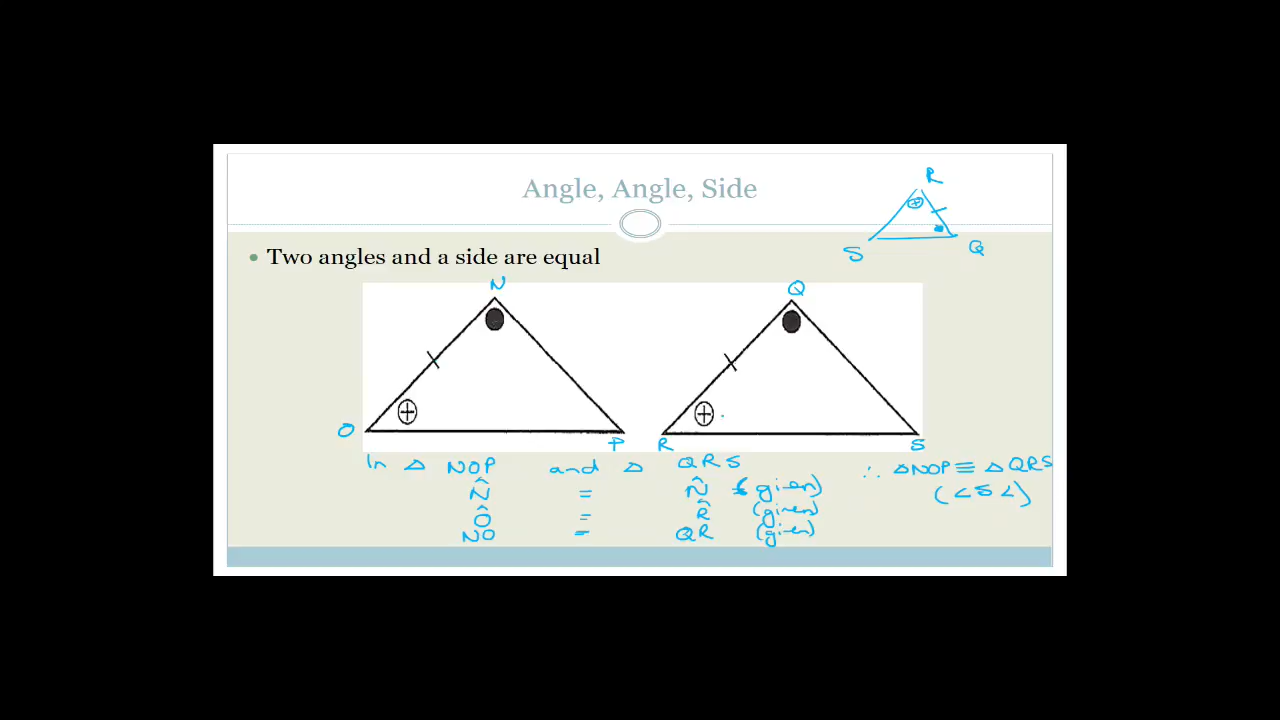 Angle, Angle, Side
R
S Q
• Two angles and a side are equal
N Q
O P R S
In △ NOP and △ QRS
N̂ = N̂ (given)
Ô = R̂ (given)
NO = QR (given)
∴ △NOP ≡ △QRS
(<S<)